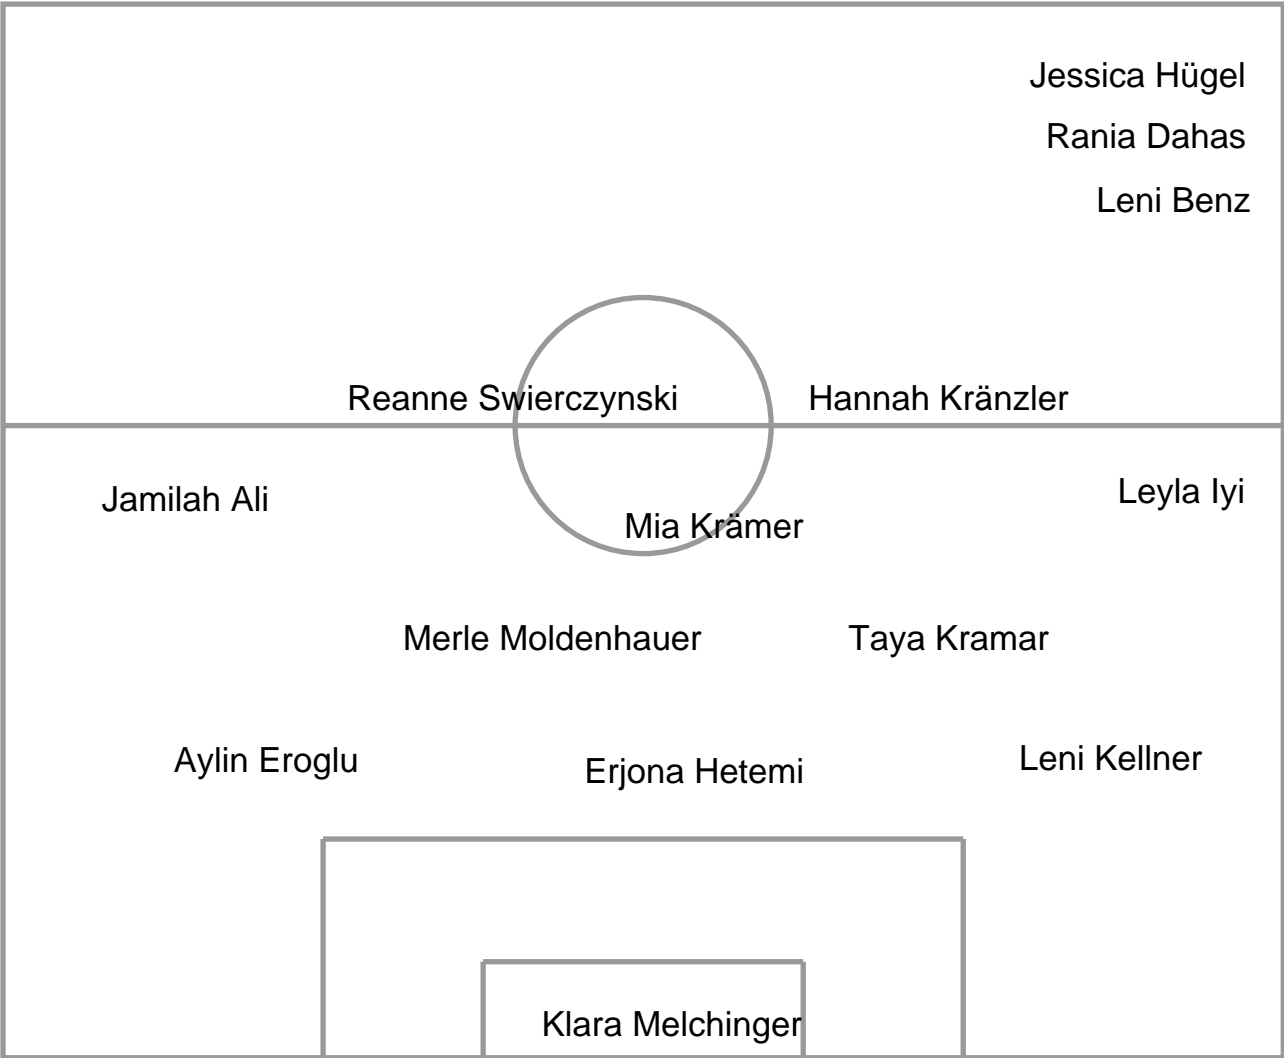 Jessica Hügel
Rania Dahas
Leni Benz
Reanne Swierczynski
Hannah Kränzler
Jamilah Ali
Leyla Iyi
Mia Krämer
Merle Moldenhauer
Taya Kramar
Aylin Eroglu
Erjona Hetemi
Leni Kellner
Klara Melchinger